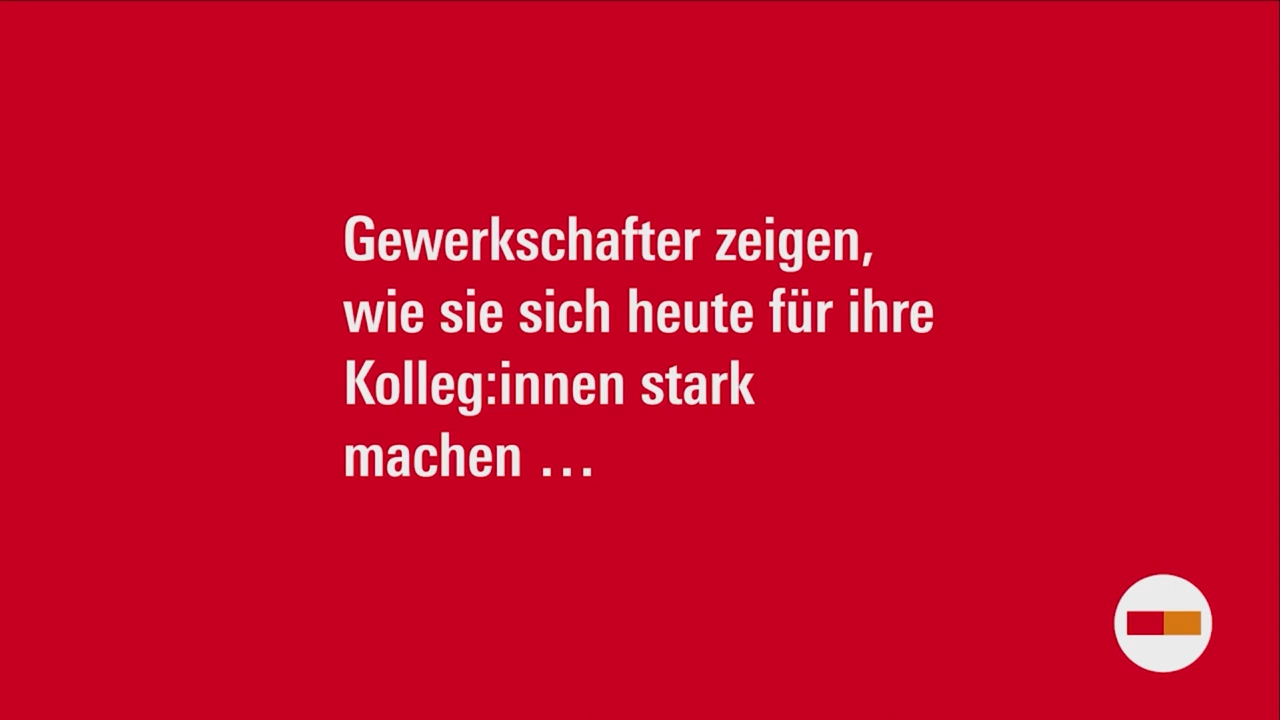 Gewerkschafter zeigen,
wie sie sich heute für ihre
Kolleg:innen stark
machen …